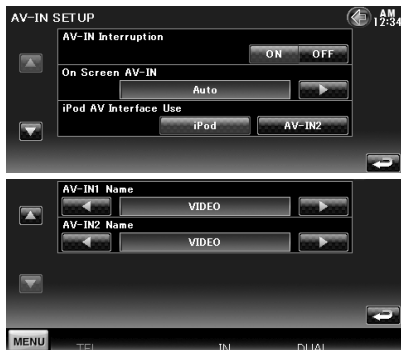 AV-IN SETUP
AM 12:34
AV-IN Interruption
ON OFF
On Screen AV-IN
Auto
iPod AV Interface Use
iPod AV-IN2
AV-IN1 Name
VIDEO
AV-IN2 Name
VIDEO
MENU TEL IN DUAL